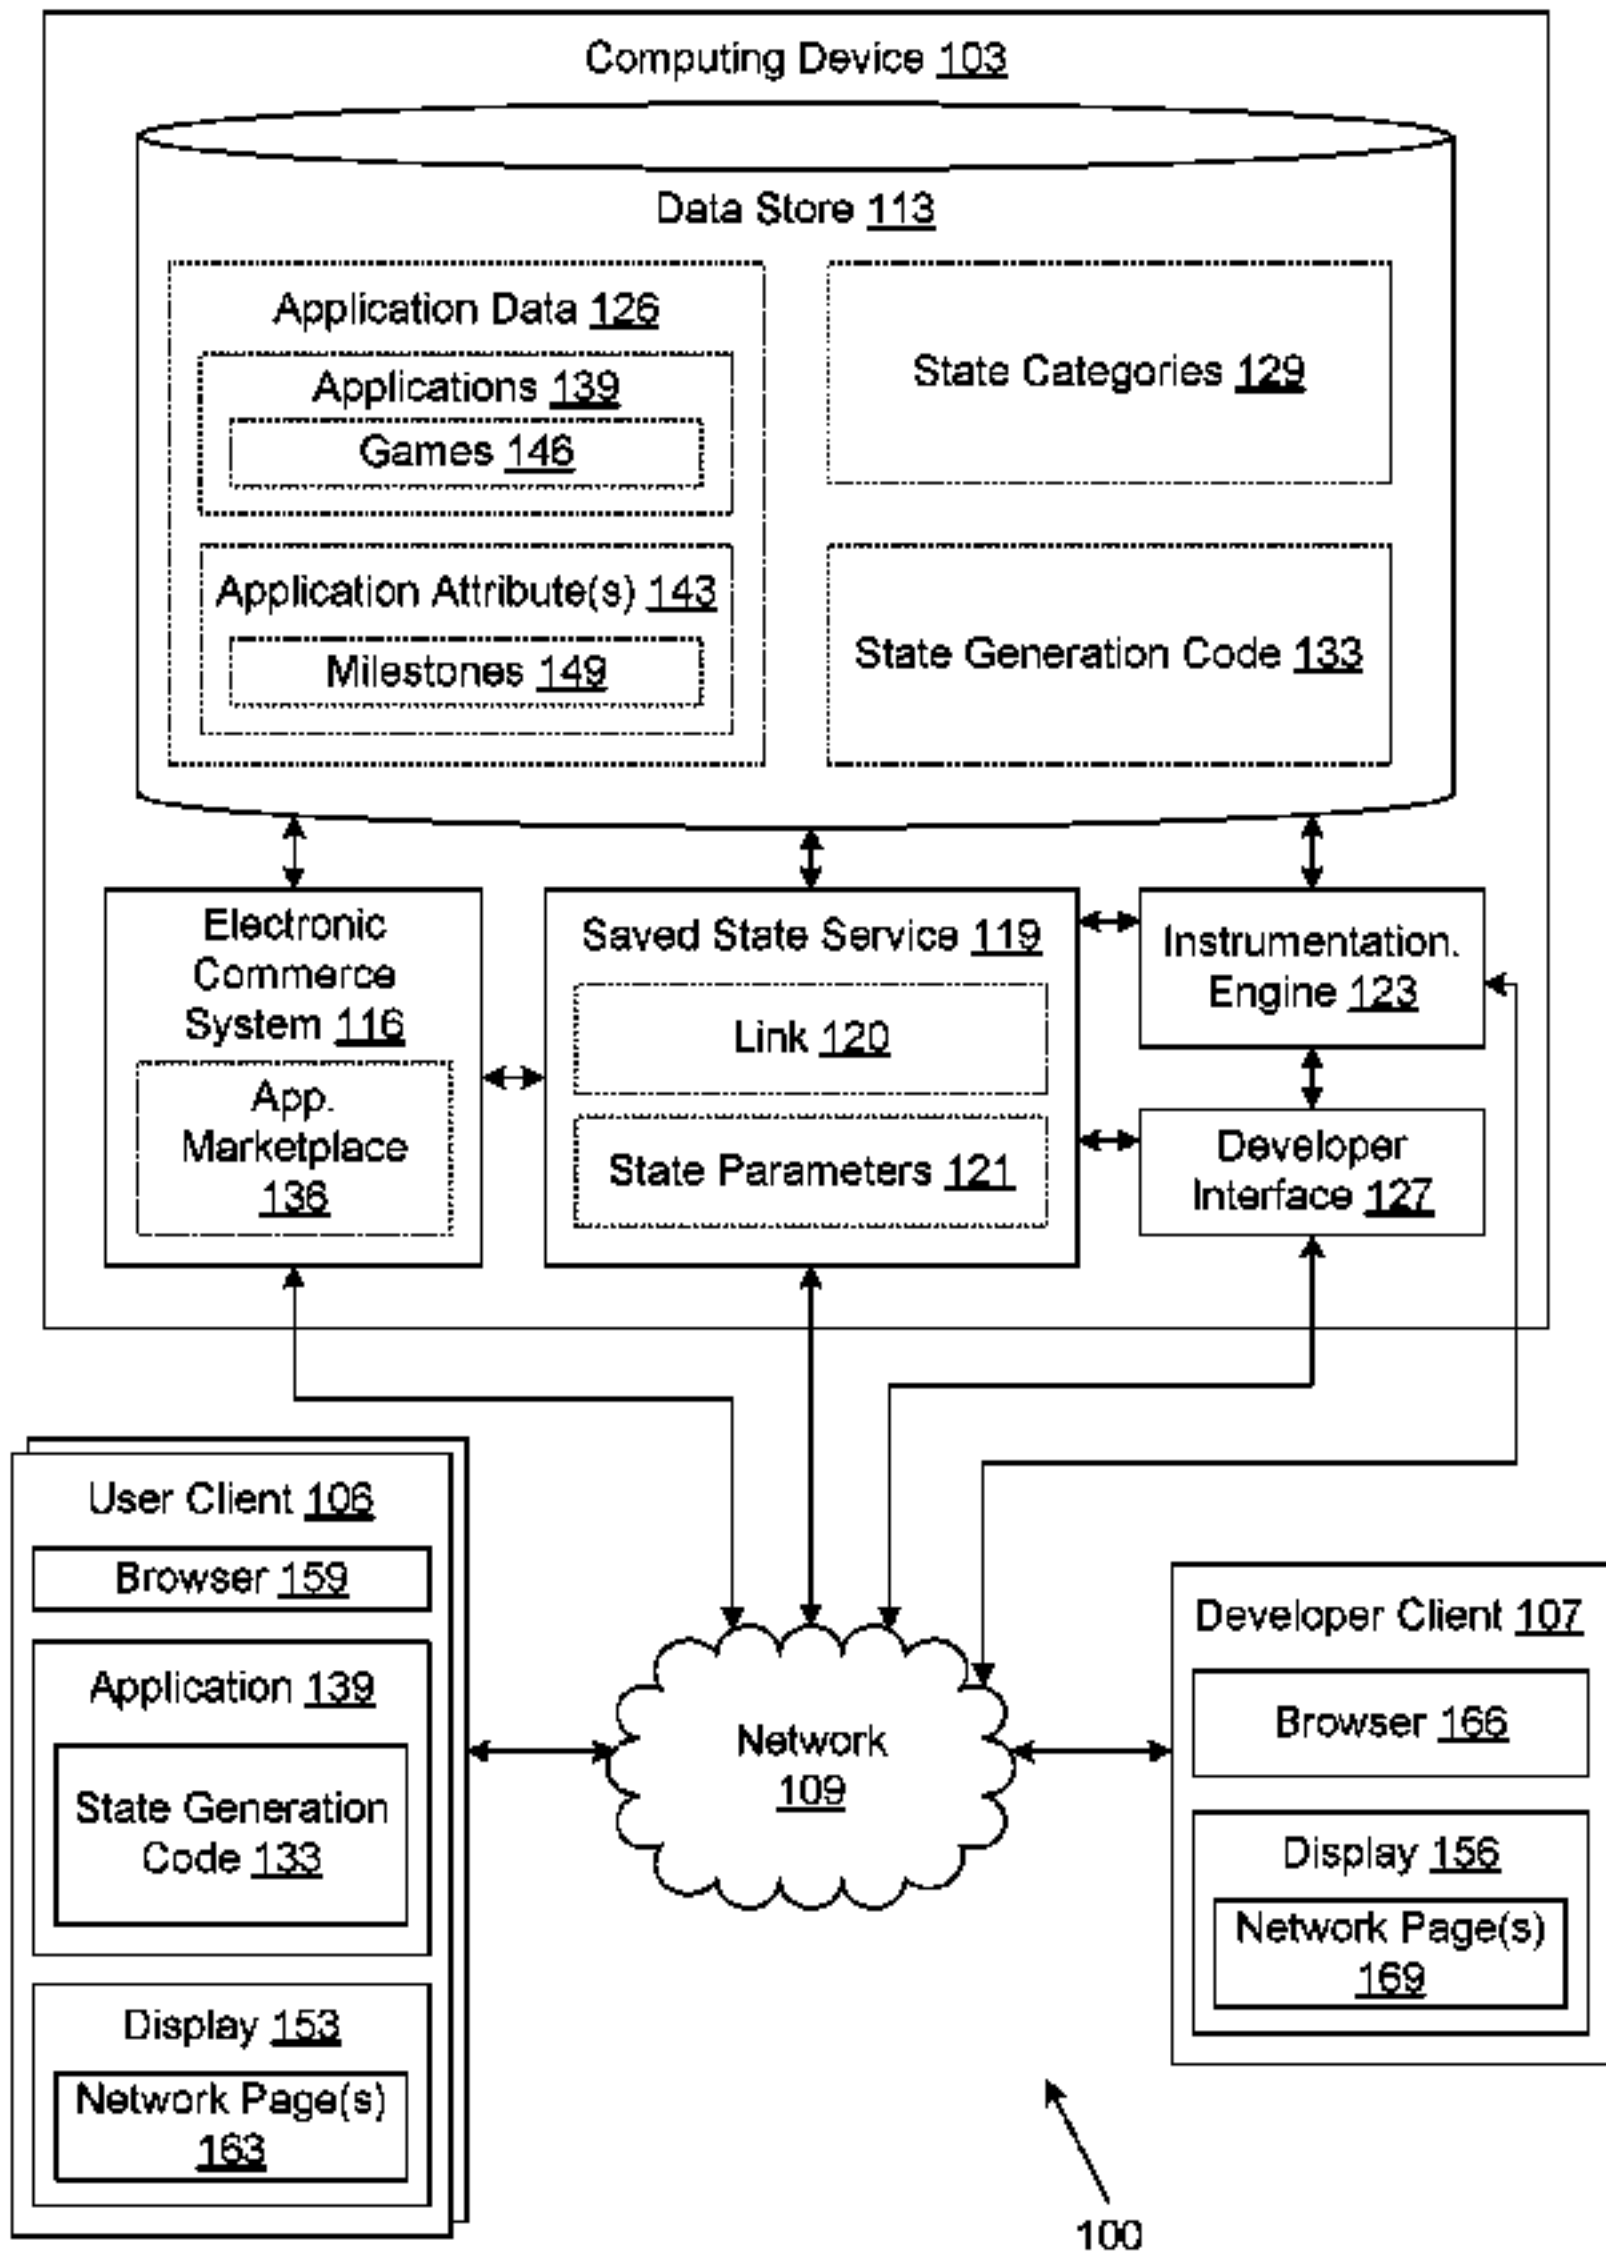 Computing Device 103
Data Store 113
Application Data 126
Applications 139
Games 146
Application Attribute(s) 143
Milestones 149
State Categories 129
State Generation Code 133
Electronic
Commerce
System 116
App.
Marketplace
136
Saved State Service 119
Link 120
State Parameters 121
Instrumentation.
Engine 123
Developer
Interface 127
User Client 106
Browser 159
Application 139
State Generation
Code 133
Display 153
Network Page(s)
163
Network
109
Developer Client 107
Browser 166
Display 156
Network Page(s)
169
100